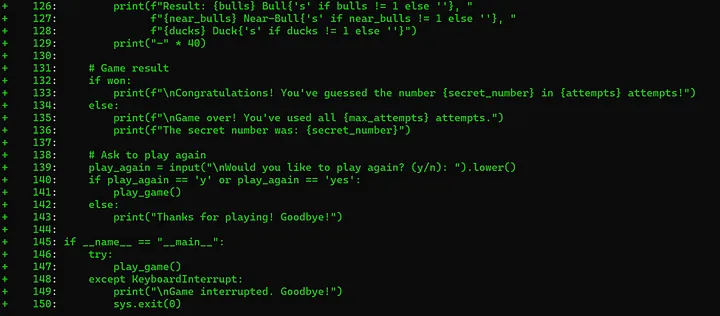 +    126:         print(f"Result: {bulls} Bull{'s' if bulls != 1 else ''}, "
+    127:               f"{near_bulls} Near-Bull{'s' if near_bulls != 1 else ''}, "
+    128:               f"{ducks} Duck{'s' if ducks != 1 else ''}")
+    129:         print("-" * 40)
+    130:
+    131:     # Game result
+    132:     if won:
+    133:         print(f"\nCongratulations! You've guessed the number {secret_number} in {attempts} attempts!")
+    134:     else:
+    135:         print(f"\nGame over! You've used all {max_attempts} attempts.")
+    136:         print(f"The secret number was: {secret_number}")
+    137:
+    138:     # Ask to play again
+    139:     play_again = input("\nWould you like to play again? (y/n): ").lower()
+    140:     if play_again == 'y' or play_again == 'yes':
+    141:         play_game()
+    142:     else:
+    143:         print("Thanks for playing! Goodbye!")
+    144:
+    145: if __name__ == "__main__":
+    146:     try:
+    147:         play_game()
+    148:     except KeyboardInterrupt:
+    149:         print("\nGame interrupted. Goodbye!")
+    150:         sys.exit(0)